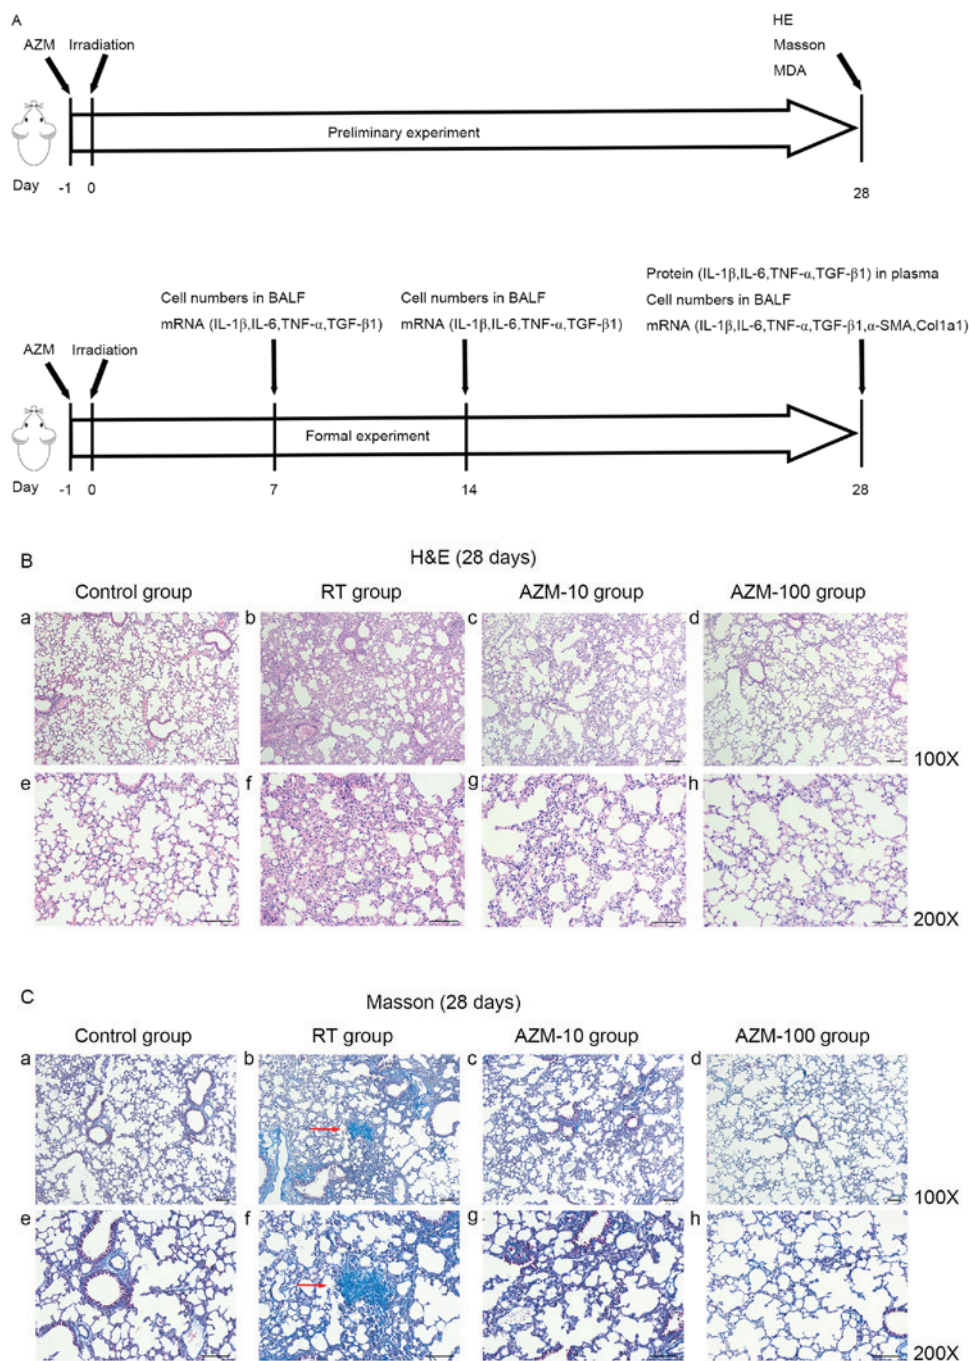 A
AZM Irradiation
HE
Masson
MDA
Preliminary experiment
Day -1 0 28
Protein (IL-1β,IL-6,TNF-α,TGF-β1) in plasma
Cell numbers in BALF Cell numbers in BALF Cell numbers in BALF
mRNA (IL-1β,IL-6,TNF-α,TGF-β1) mRNA (IL-1β,IL-6,TNF-α,TGF-β1) mRNA (IL-1β,IL-6,TNF-α,TGF-β1,α-SMA,Col1a1)
AZM Irradiation
Formal experiment
Day -1 0 7 14 28
B
H&E (28 days)
Control group RT group AZM-10 group AZM-100 group
a b c d
100X
e f g h
200X
C
Masson (28 days)
Control group RT group AZM-10 group AZM-100 group
a b c d
100X
e f g h
200X